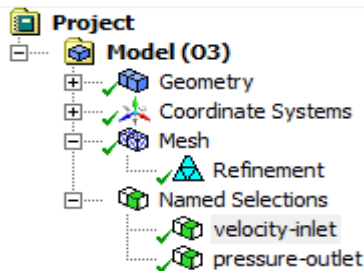 Project
Model (O3)
Geometry
Coordinate Systems
Mesh
Refinement
Named Selections
velocity-inlet
pressure-outlet